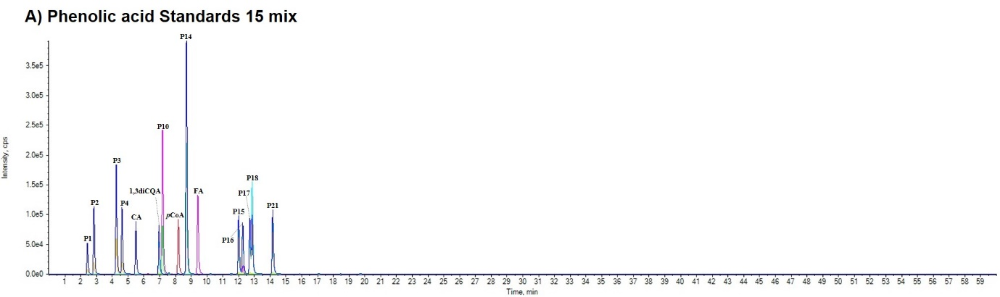 A) Phenolic acid Standards 15 mix
P14
3.5e5
3.0e5
2.5e5
2.0e5
1.5e5
1.0e5
5.0e4
0.0e0
Intensity, cps
P1
P2
P3
P4
CA
1,3diCQA
P10
pCoA
FA
P15
P16
P17
P18
P21
1 2 3 4 5 6 7 8 9 10 11 12 13 14 15 16 17 18 19 20 21 22 23 24 25 26 27 28 29 30 31 32 33 34 35 36 37 38 39 40 41 42 43 44 45 46 47 48 49 50 51 52 53 54 55 56 57 58 59
Time, min